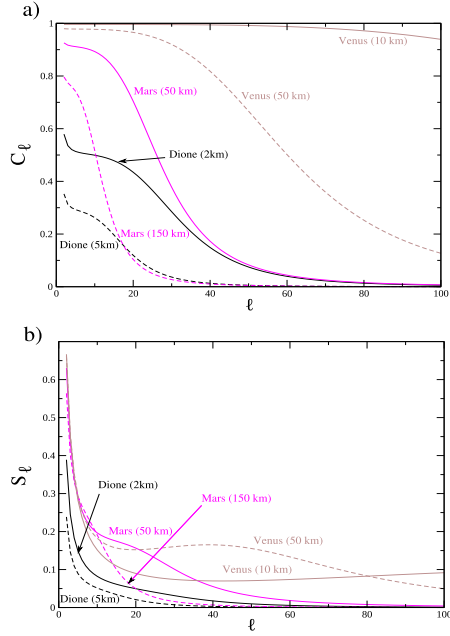 a)
1
0.8
0.6
0.4
0.2
0
C_ℓ
Venus (10 km)
Mars (50 km)
Venus (50 km)
Dione (2km)
Mars (150 km)
Dione (5km)
0 20 40 60 80 100
ℓ
b)
0.6
0.5
0.4
0.3
0.2
0.1
0
S_ℓ
Dione (2km)
Mars (150 km)
Mars (50 km)
Venus (50 km)
Venus (10 km)
Dione (5km)
0 20 40 60 80 100
ℓ